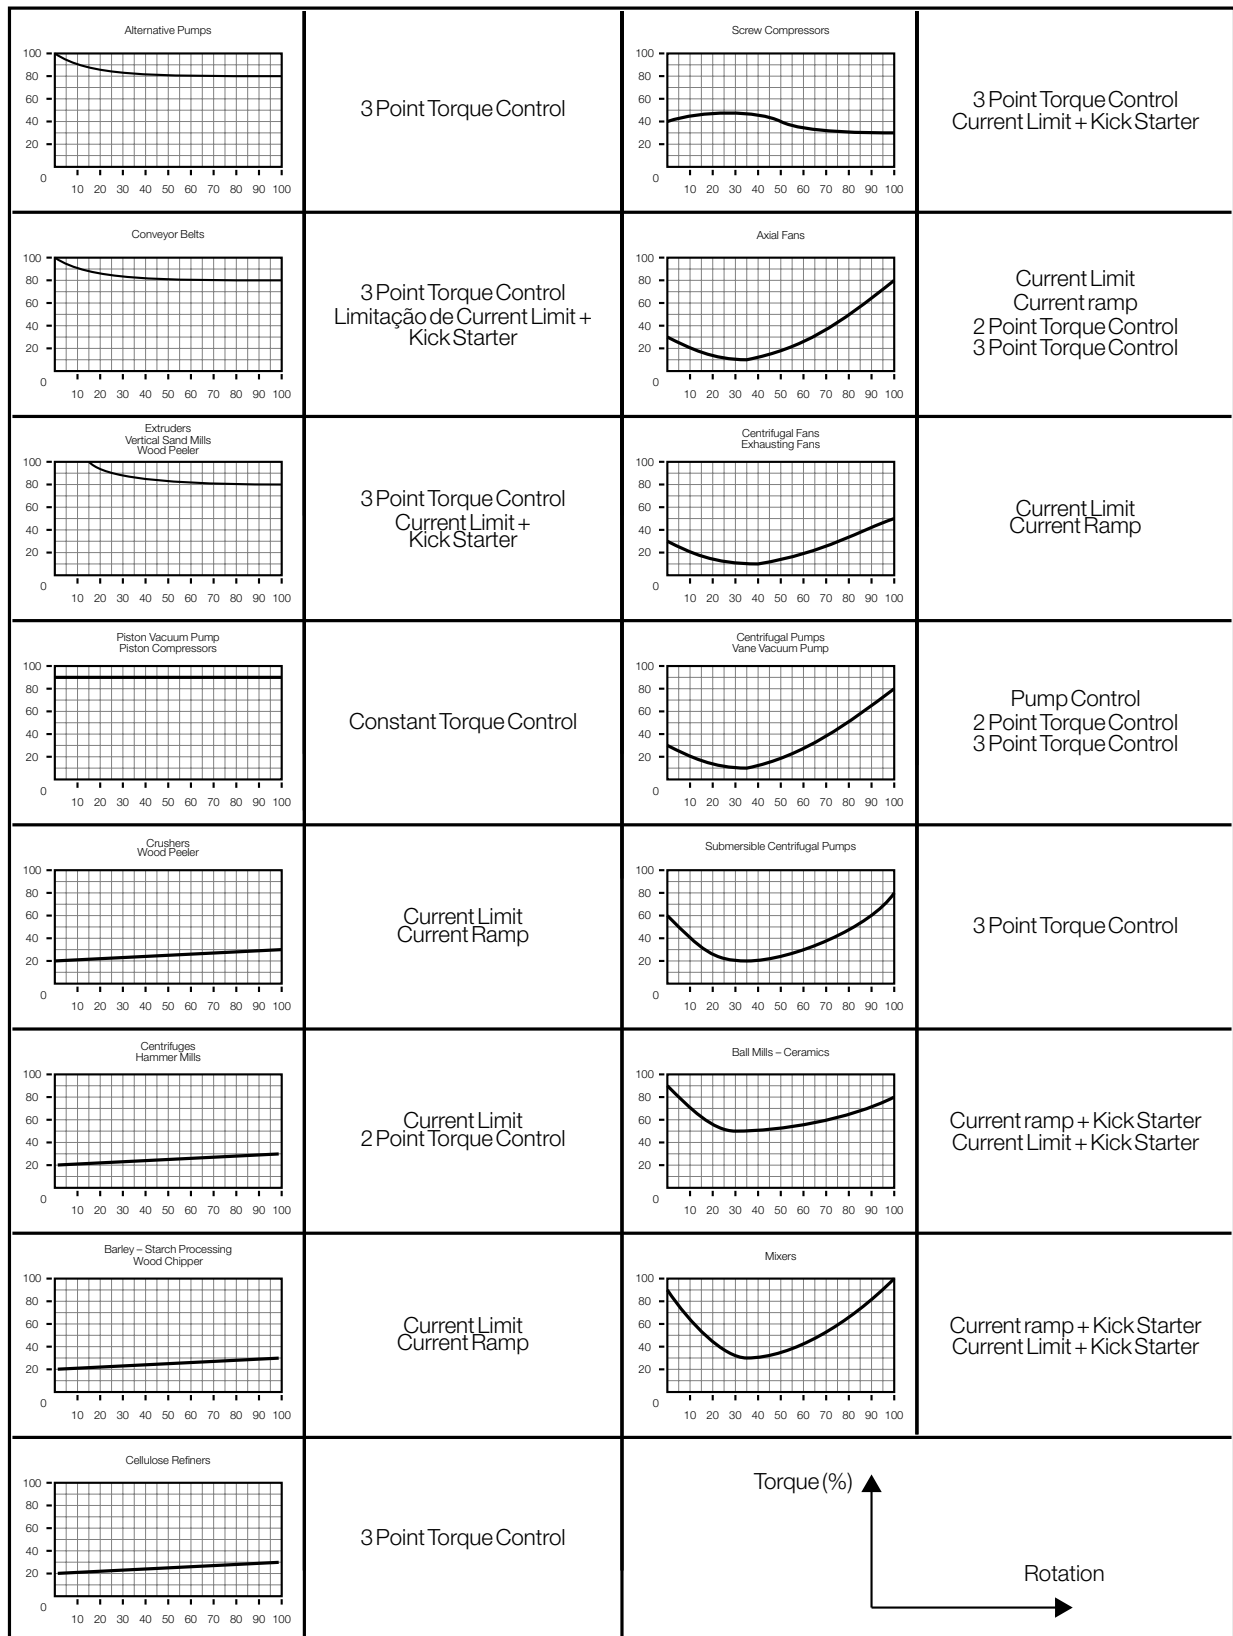 Alternative Pumps
100
80
60
40
20
0
10 20 30 40 50 60 70 80 90 100
3 Point Torque Control
Screw Compressors
100
80
60
40
20
0
10 20 30 40 50 60 70 80 90 100
3 Point Torque Control
Current Limit + Kick Starter
Conveyor Belts
100
80
60
40
20
0
10 20 30 40 50 60 70 80 90 100
3 Point Torque Control
Limitação de Current Limit +
Kick Starter
Axial Fans
100
80
60
40
20
0
10 20 30 40 50 60 70 80 90 100
Current Limit
Current ramp
2 Point Torque Control
3 Point Torque Control
Extruders
Vertical Sand Mills
Wood Peeler
100
80
60
40
20
0
10 20 30 40 50 60 70 80 90 100
3 Point Torque Control
Current Limit +
Kick Starter
Centrifugal Fans
Exhausting Fans
100
80
60
40
20
0
10 20 30 40 50 60 70 80 90 100
Current Limit
Current Ramp
Piston Vacuum Pump
Piston Compressors
100
80
60
40
20
0
10 20 30 40 50 60 70 80 90 100
Constant Torque Control
Centrifugal Pumps
Vane Vacuum Pump
100
80
60
40
20
0
10 20 30 40 50 60 70 80 90 100
Pump Control
2 Point Torque Control
3 Point Torque Control
Crushers
Wood Peeler
100
80
60
40
20
0
10 20 30 40 50 60 70 80 90 100
Current Limit
Current Ramp
Submersible Centrifugal Pumps
100
80
60
40
20
0
10 20 30 40 50 60 70 80 90 100
3 Point Torque Control
Centrifuges
Hammer Mills
100
80
60
40
20
0
10 20 30 40 50 60 70 80 90 100
Current Limit
2 Point Torque Control
Ball Mills – Ceramics
100
80
60
40
20
0
10 20 30 40 50 60 70 80 90 100
Current ramp + Kick Starter
Current Limit + Kick Starter
Barley – Starch Processing
Wood Chipper
100
80
60
40
20
0
10 20 30 40 50 60 70 80 90 100
Current Limit
Current Ramp
Mixers
100
80
60
40
20
0
10 20 30 40 50 60 70 80 90 100
Current ramp + Kick Starter
Current Limit + Kick Starter
Cellulose Refiners
100
80
60
40
20
0
10 20 30 40 50 60 70 80 90 100
3 Point Torque Control
Torque (%)
Rotation